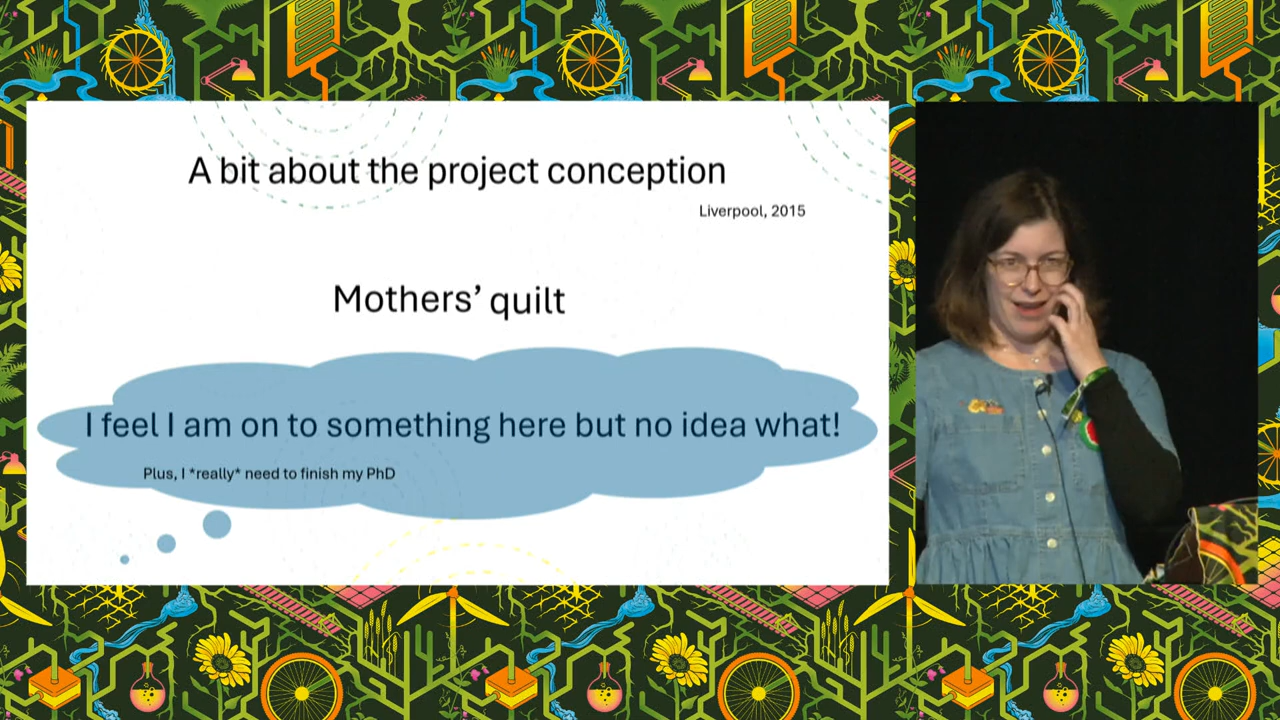 A bit about the project conception
Liverpool, 2015
Mothers’ quilt
I feel I am on to something here but no idea what!
Plus, I *really* need to finish my PhD